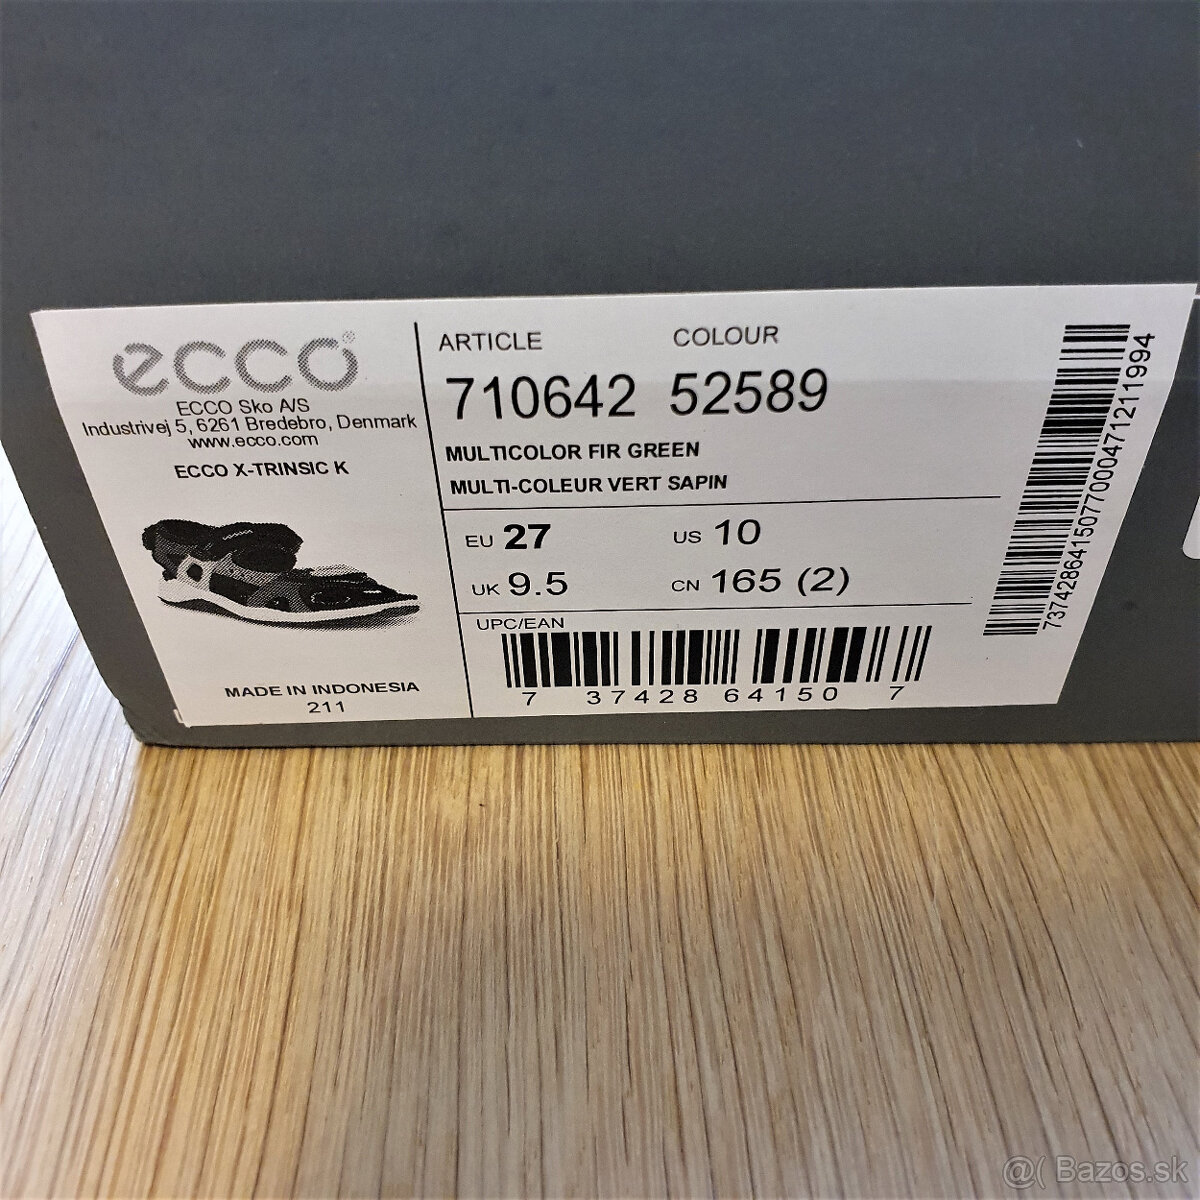 ecco®
ECCO Sko A/S
Industrivej 5, 6261 Bredebro, Denmark
www.ecco.com
ECCO X-TRINSIC K
MADE IN INDONESIA
211
ARTICLE COLOUR
710642 52589
MULTICOLOR FIR GREEN
MULTI-COLEUR VERT SAPIN
EU 27 US 10
UK 9.5 CN 165 (2)
UPC/EAN
7 37428 64150 7
7374286415077000471211994
@( Bazos.sk